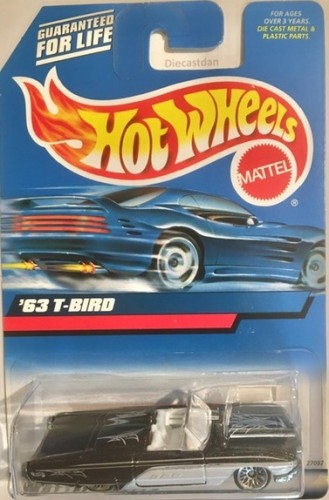 GUARANTEED
FOR LIFE
FOR AGES
OVER 3 YEARS.
DIE CAST METAL &
PLASTIC PARTS.
Diecastdan
HOT WHEELS
MATTEL
®
'63 T-BIRD